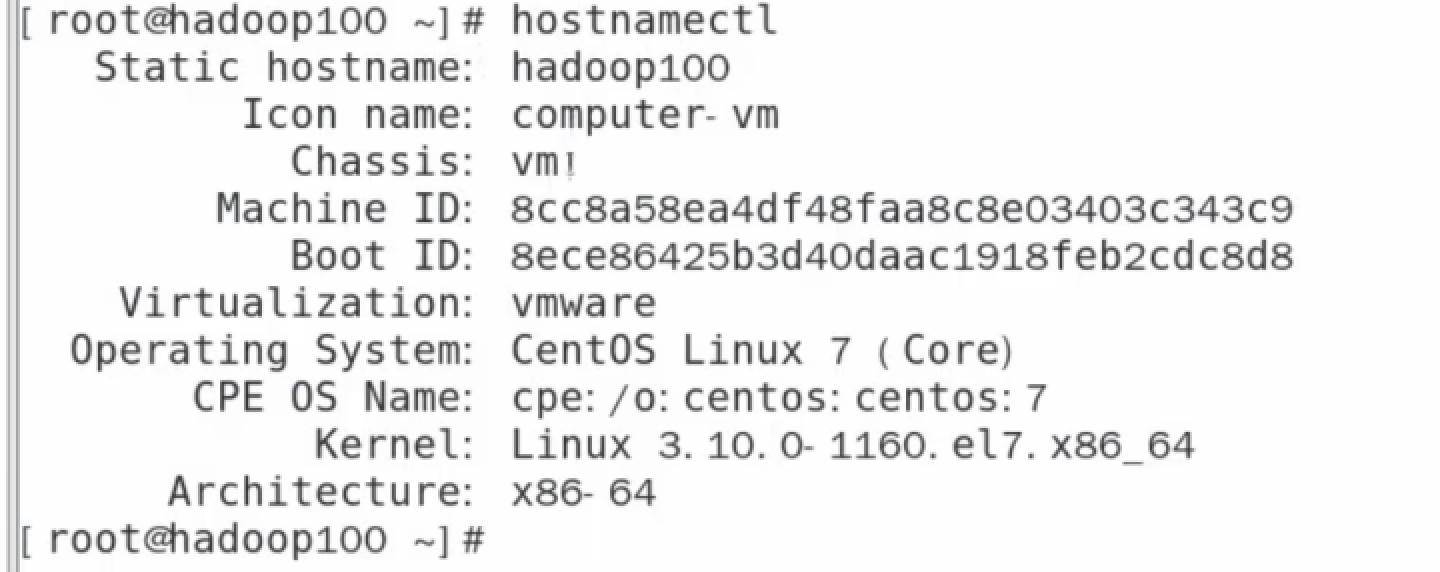 [root@hadoop100 ~]# hostnamectl
Static hostname: hadoop100
Icon name: computer-vm
Chassis: vm
Machine ID: 8cc8a58ea4df48faa8c8e03403c343c9
Boot ID: 8ece86425b3d40daac1918feb2cdc8d8
Virtualization: vmware
Operating System: CentOS Linux 7 (Core)
CPE OS Name: cpe:/o:centos:centos:7
Kernel: Linux 3.10.0-1160.el7.x86_64
Architecture: x86-64
[root@hadoop100 ~]#